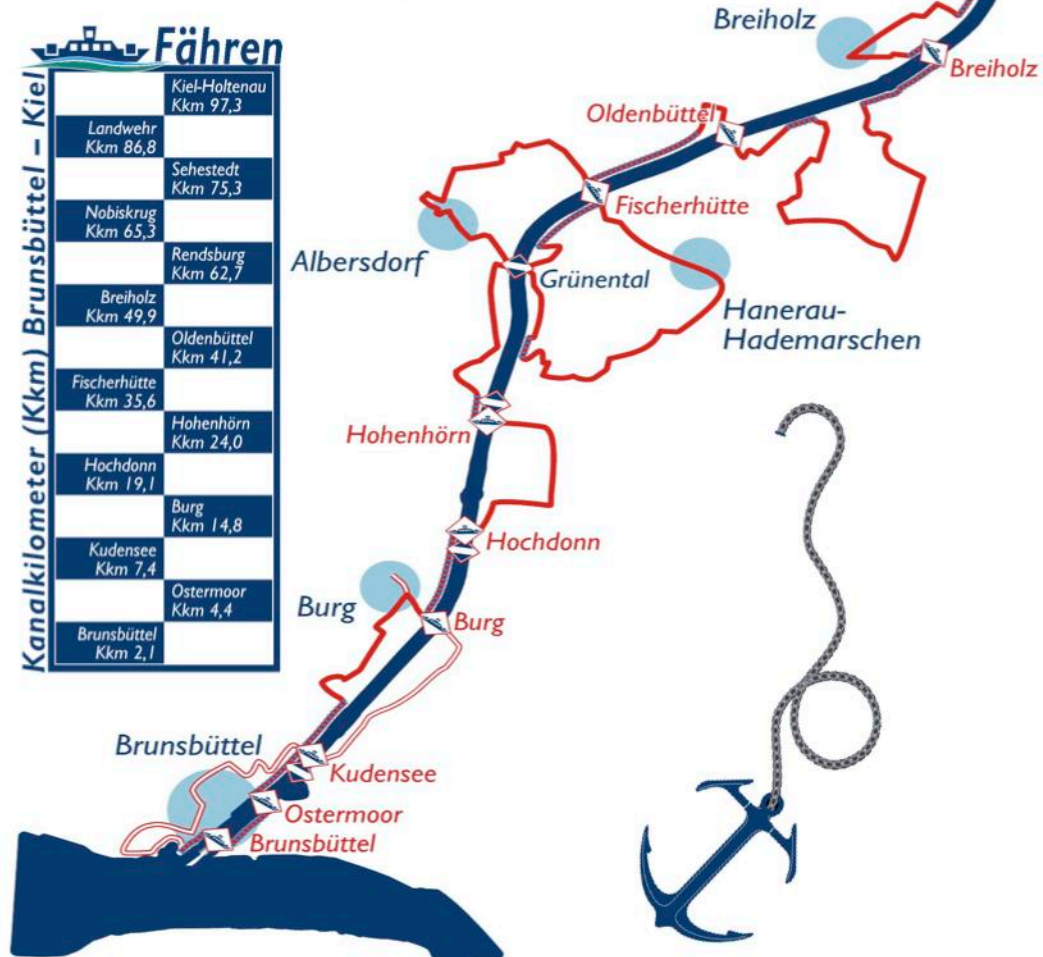 Fähren
Kanalkilometer (Kkm) Brunsbüttel – Kiel
Kiel-Holtenau
Kkm 97,3
Landwehr
Kkm 86,8
Sehestedt
Kkm 75,3
Nobiskrug
Kkm 65,3
Rendsburg
Kkm 62,7
Breiholz
Kkm 49,9
Oldenbüttel
Kkm 41,2
Fischerhütte
Kkm 35,6
Hohenhörn
Kkm 24,0
Hochdonn
Kkm 19,1
Burg
Kkm 14,8
Kudensee
Kkm 7,4
Ostermoor
Kkm 4,4
Brunsbüttel
Kkm 2,1
Breiholz
Breiholz
Oldenbüttel
Fischerhütte
Albersdorf
Grünental
Hanerau-
Hademarschen
Hohenhörn
Hochdonn
Burg
Burg
Brunsbüttel
Kudensee
Ostermoor
Brunsbüttel